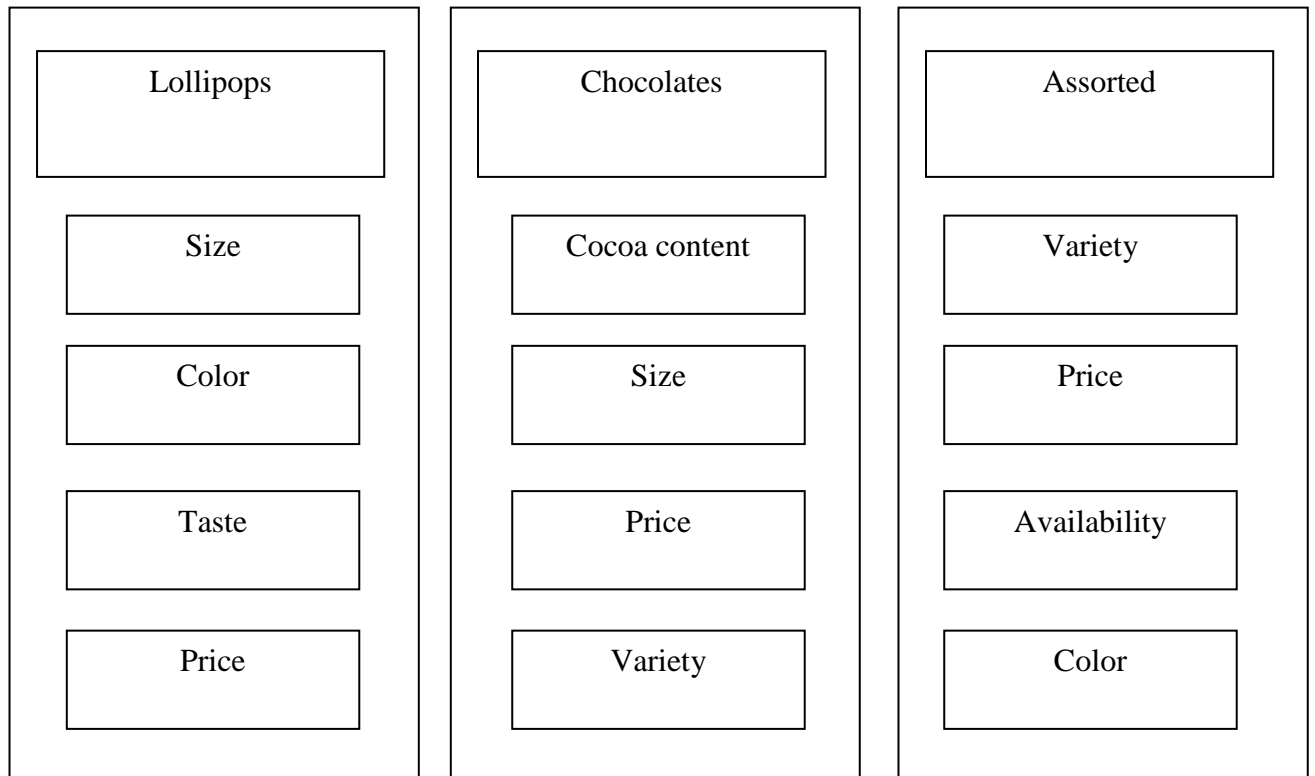 Lollipops
Size
Color
Taste
Price
Chocolates
Cocoa content
Size
Price
Variety
Assorted
Variety
Price
Availability
Color